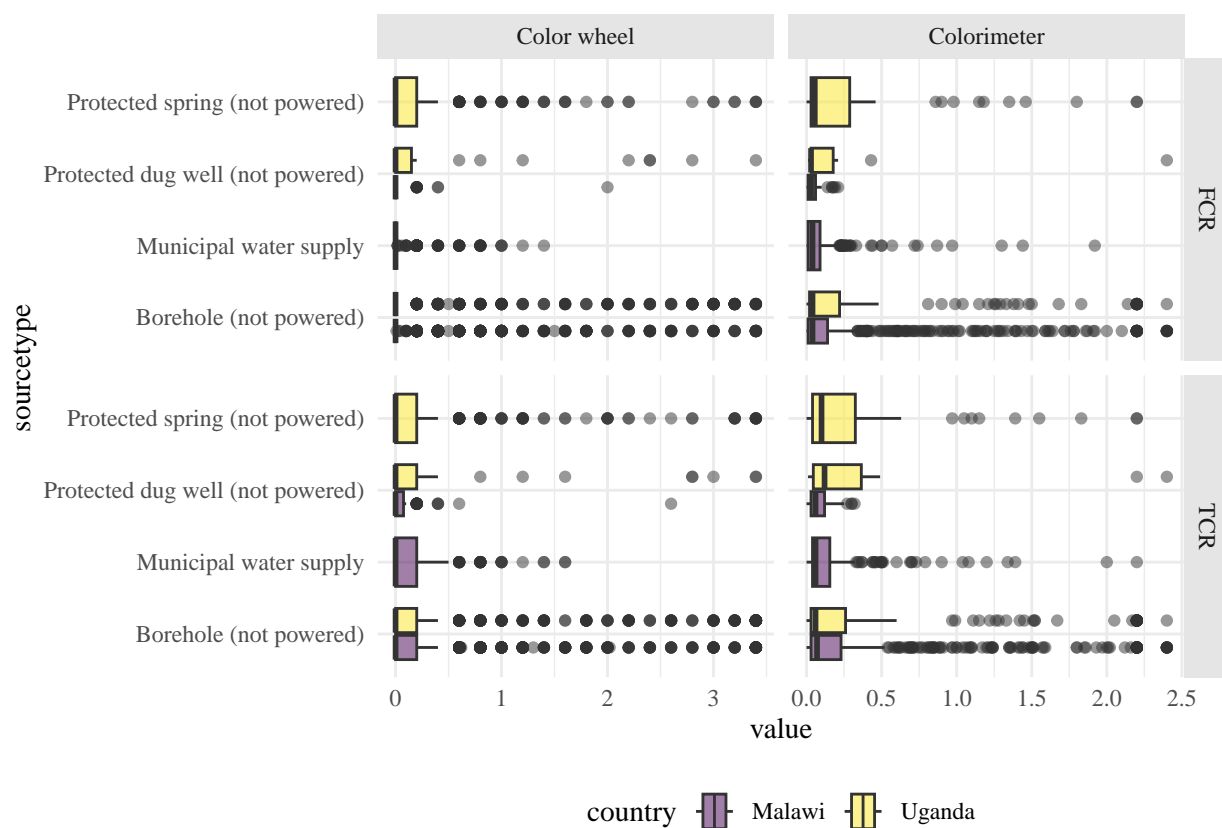 Color wheel
Colorimeter
Protected spring (not powered)
Protected dug well (not powered)
Municipal water supply
Borehole (not powered)
FCR
Protected spring (not powered)
Protected dug well (not powered)
Municipal water supply
Borehole (not powered)
TCR
sourcetype
0 1 2 3
0.0 0.5 1.0 1.5 2.0 2.5
value
country Malawi Uganda